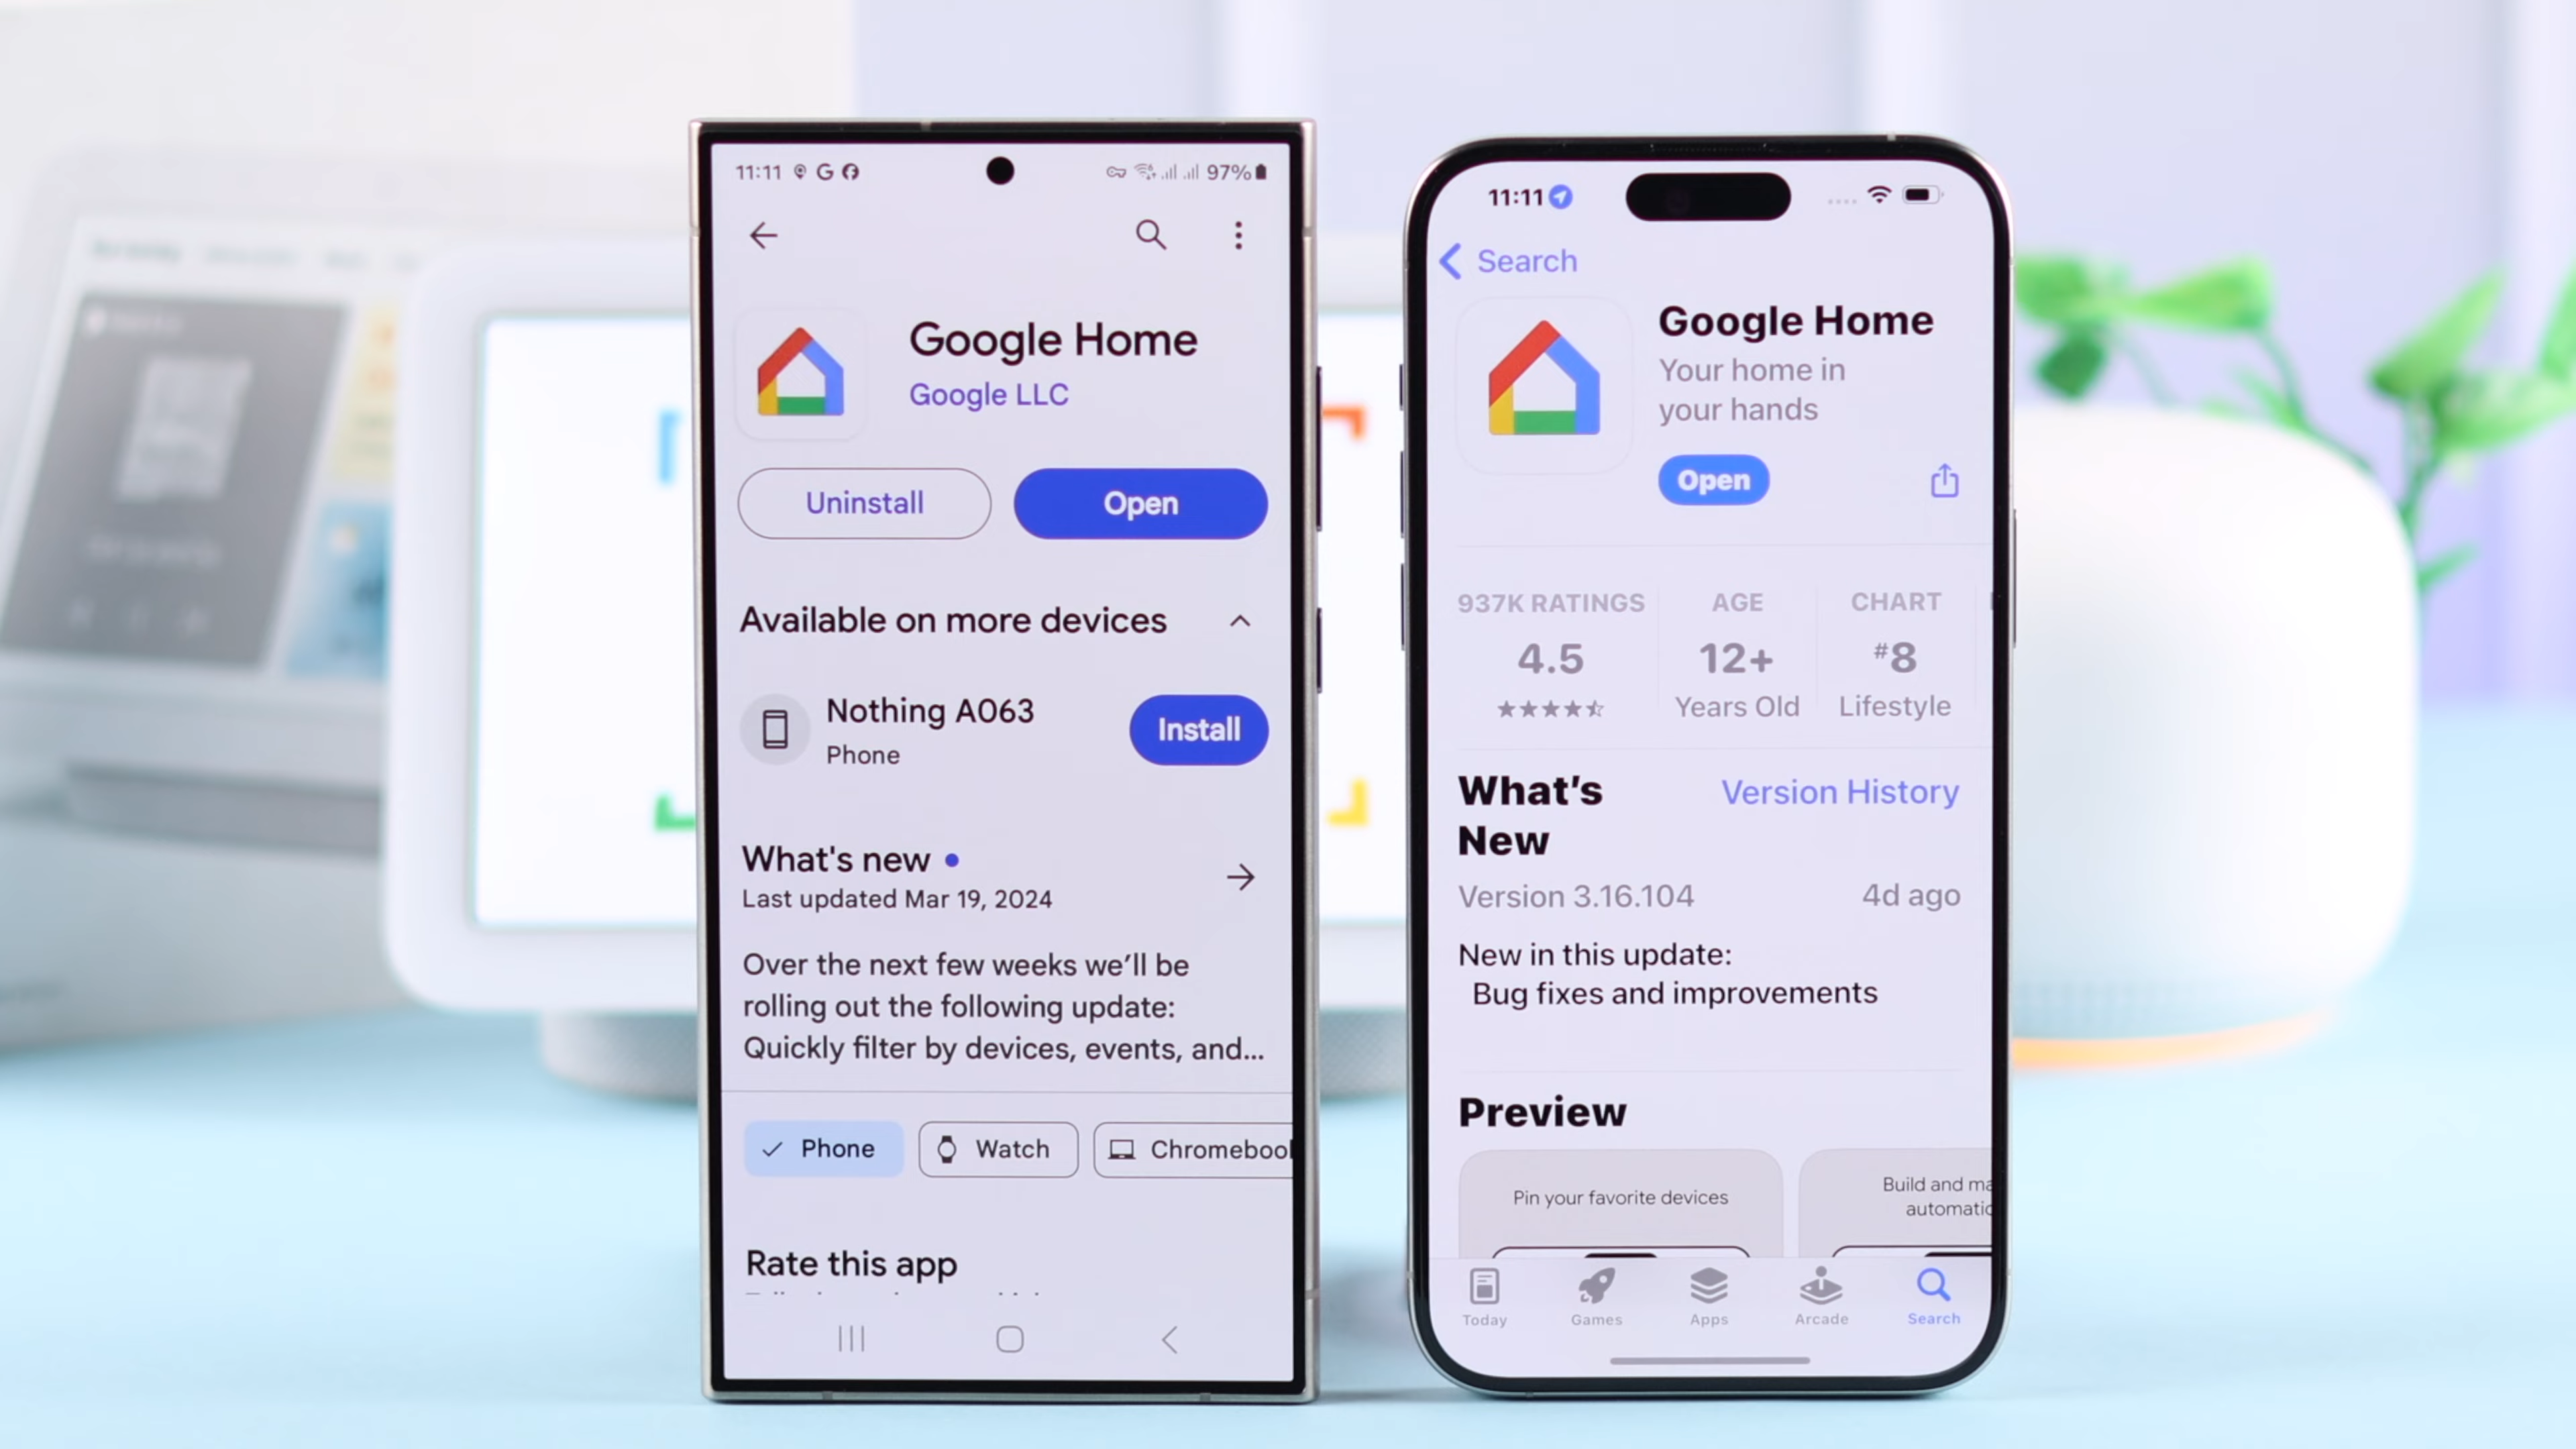 11:11
97%
Google Home
Google LLC
Uninstall
Open
Available on more devices
Nothing A063
Phone
Install
What's new
Last updated Mar 19, 2024
Over the next few weeks we’ll be
rolling out the following update:
Quickly filter by devices, events, and...
Phone
Watch
Rate this app
11:11
Search
Google Home
Your home in
your hands
Open
937K RATINGS
AGE
CHART
4.5
12+
#8
Years Old
Lifestyle
What’s
New
Version History
Version 3.16.104
4d ago
New in this update:
Bug fixes and improvements
Preview
Pin your favorite devices
Build and
Today
Games
Apps
Arcade
Search